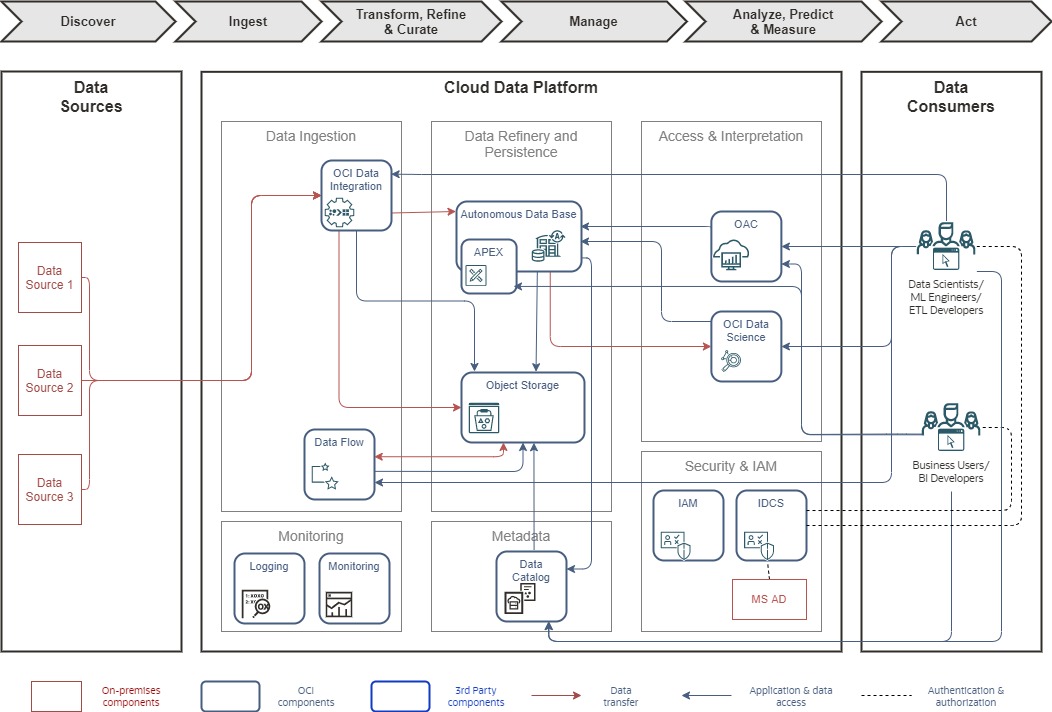 Discover
Ingest
Transform, Refine
& Curate
Manage
Analyze, Predict
& Measure
Act
Data
Sources
Cloud Data Platform
Data
Consumers
Data Ingestion
Data Refinery and
Persistence
Access & Interpretation
OCI Data
Integration
Autonomous Data Base
APEX
OAC
Data
Source 1
Data Scientists/
ML Engineers/
ETL Developers
OCI Data
Science
Data
Source 2
Object Storage
Data Flow
Business Users/
BI Developers
Data
Source 3
Security & IAM
IAM
IDCS
Monitoring
Metadata
Logging
Monitoring
Data
Catalog
MS AD
On-premises
components
OCI
components
3rd Party
components
Data
transfer
Application & data
access
Authentication &
authorization